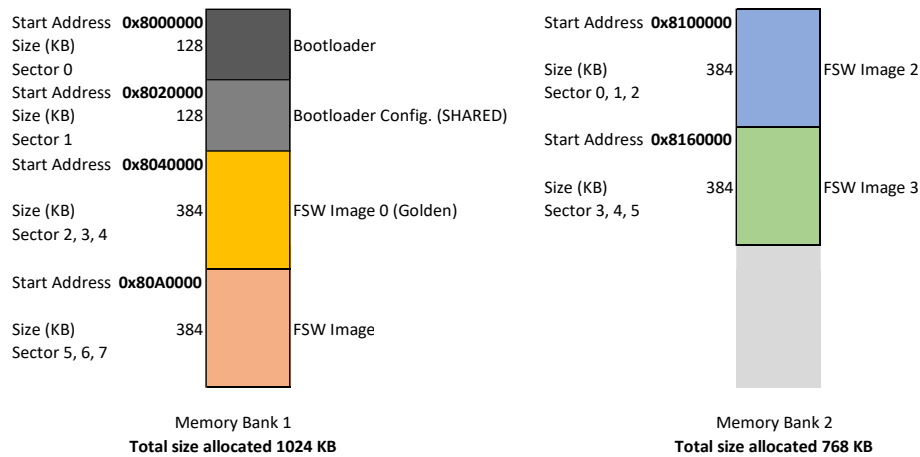 Start Address 0x8000000
Size (KB) 128 Bootloader
Sector 0
Start Address 0x8020000
Size (KB) 128 Bootloader Config. (SHARED)
Sector 1
Start Address 0x8040000
Size (KB) 384 FSW Image 0 (Golden)
Sector 2, 3, 4
Start Address 0x80A0000
Size (KB) 384 FSW Image
Sector 5, 6, 7
Memory Bank 1
Total size allocated 1024 KB
Start Address 0x8100000
Size (KB) 384 FSW Image 2
Sector 0, 1, 2
Start Address 0x8160000
Size (KB) 384 FSW Image 3
Sector 3, 4, 5
Memory Bank 2
Total size allocated 768 KB